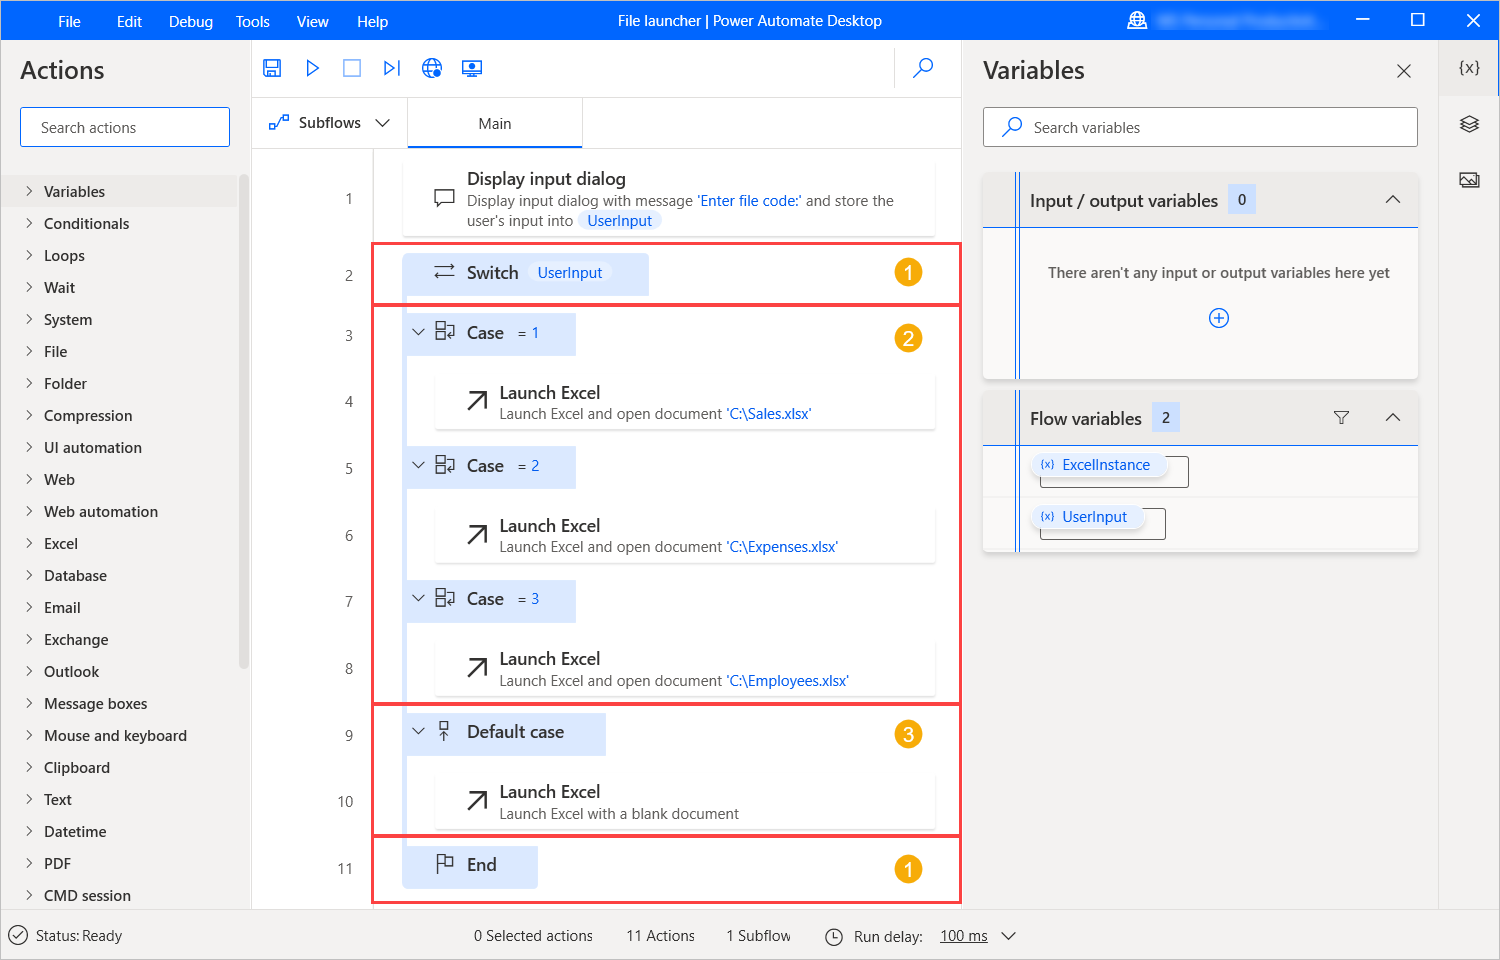 File Edit Debug Tools View Help File launcher | Power Automate Desktop
Actions
Search actions
Variables
Conditionals
Loops
Wait
System
File
Folder
Compression
UI automation
Web
Web automation
Excel
Database
Email
Exchange
Outlook
Message boxes
Mouse and keyboard
Clipboard
Text
Datetime
PDF
CMD session
Subflows Main
1 Display input dialog
Display input dialog with message 'Enter file code:' and store the
user's input into UserInput
2 Switch UserInput 1
3 Case = 1 2
4 Launch Excel
Launch Excel and open document 'C:\Sales.xlsx'
5 Case = 2
6 Launch Excel
Launch Excel and open document 'C:\Expenses.xlsx'
7 Case = 3
8 Launch Excel
Launch Excel and open document 'C:\Employees.xlsx'
9 Default case 3
10 Launch Excel
Launch Excel with a blank document
11 End 1
Variables
{x}
Search variables
Input / output variables 0
There aren't any input or output variables here yet
Flow variables 2
{x} ExcelInstance
{x} UserInput
Status: Ready 0 Selected actions 11 Actions 1 Subflow Run delay: 100 ms